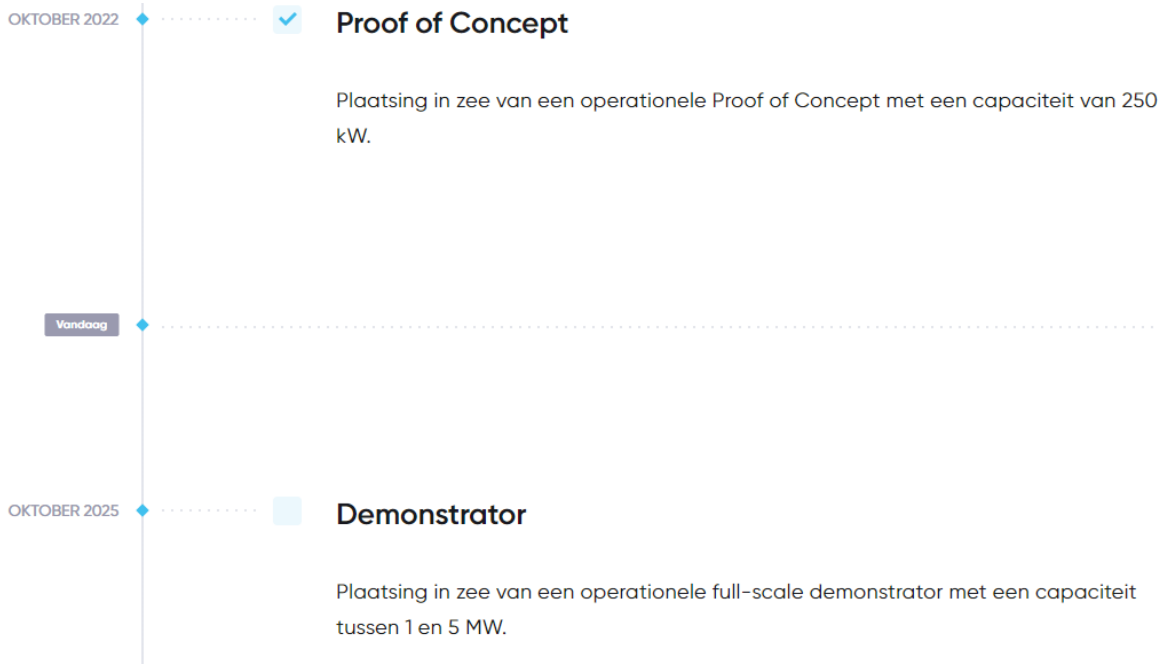 OKTOBER 2022
Proof of Concept
Plaatsing in zee van een operationele Proof of Concept met een capaciteit van 250
kW.
Vandaag
OKTOBER 2025
Demonstrator
Plaatsing in zee van een operationele full-scale demonstrator met een capaciteit
tussen 1 en 5 MW.